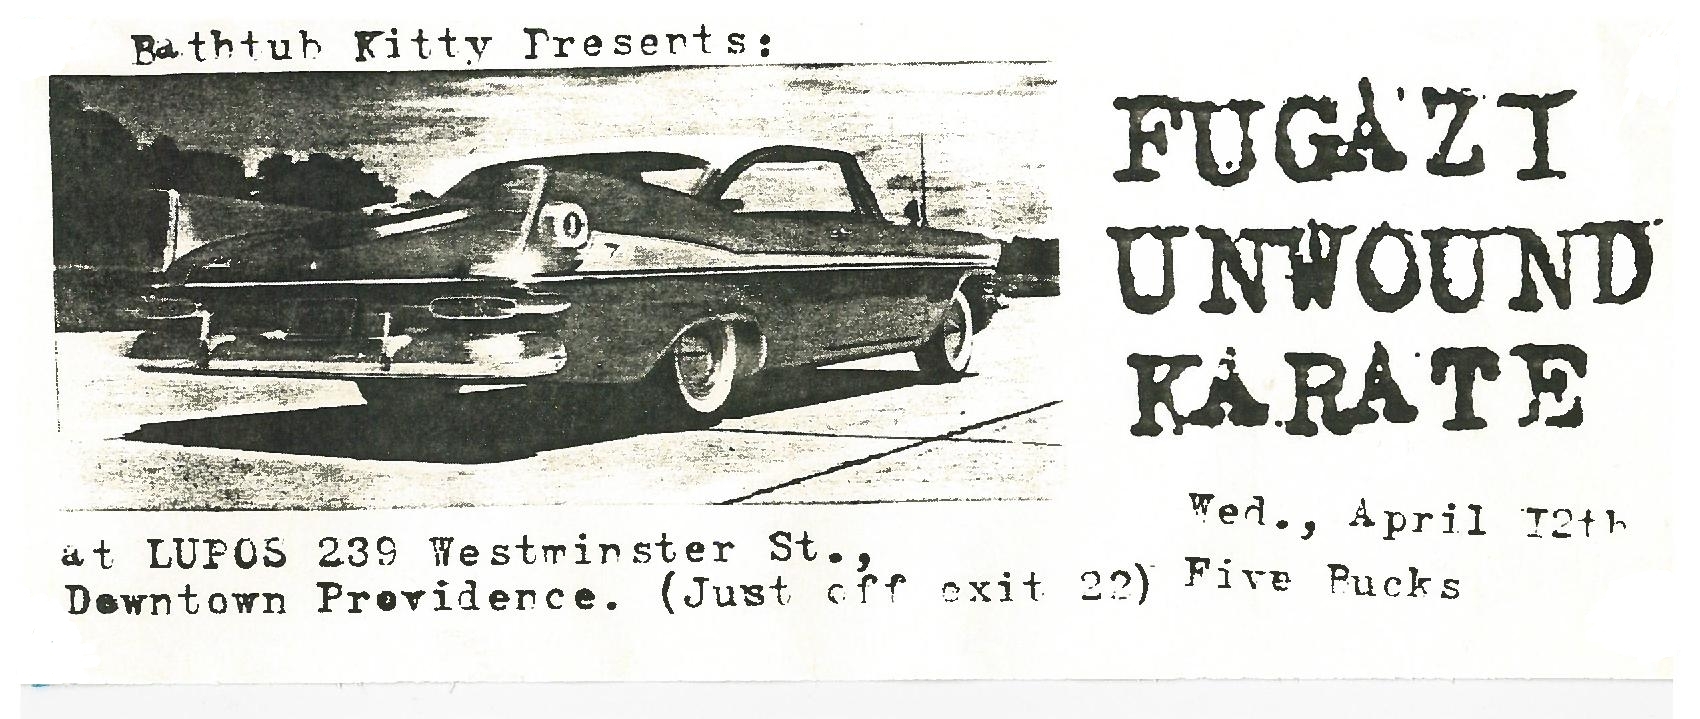 Bathtub Kitty Presents:
FUGAZI
UNWOUND
KARATE
Wed., April 12th
Five Bucks
at LUPOS 239 Westminster St.,
Downtown Providence. (Just off exit 22)